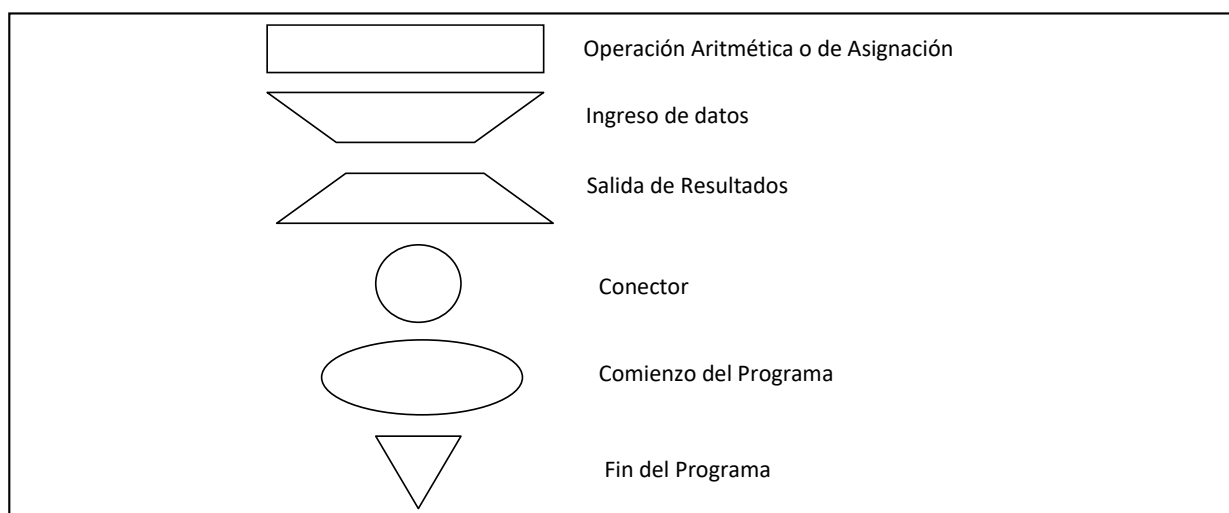 Operación Aritmética o de Asignación
Ingreso de datos
Salida de Resultados
Conector
Comienzo del Programa
Fin del Programa